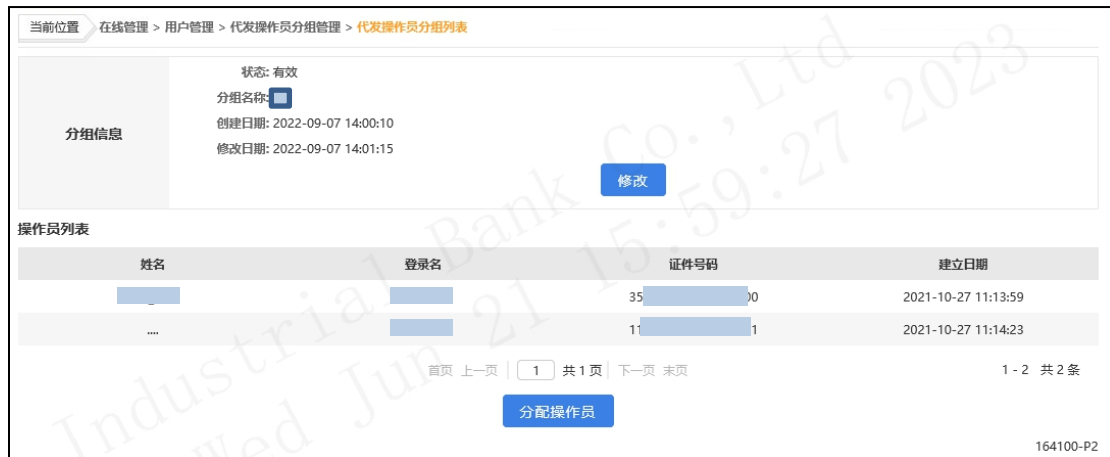 当前位置 在线管理 > 用户管理 > 代发操作员分组管理 > 代发操作员分组列表
分组信息
状态: 有效
分组名称:
创建日期: 2022-09-07 14:00:10
修改日期: 2022-09-07 14:01:15
修改
操作员列表
姓名 登录名 证件号码 建立日期
35 00 2021-10-27 11:13:59
.... 11 1 2021-10-27 11:14:23
首页 上一页 1 共1页 下一页 末页 1 - 2 共2条
分配操作员
164100-P2
Industrial Bank Co., Ltd
Wed Jun 21 15:59:27 2023